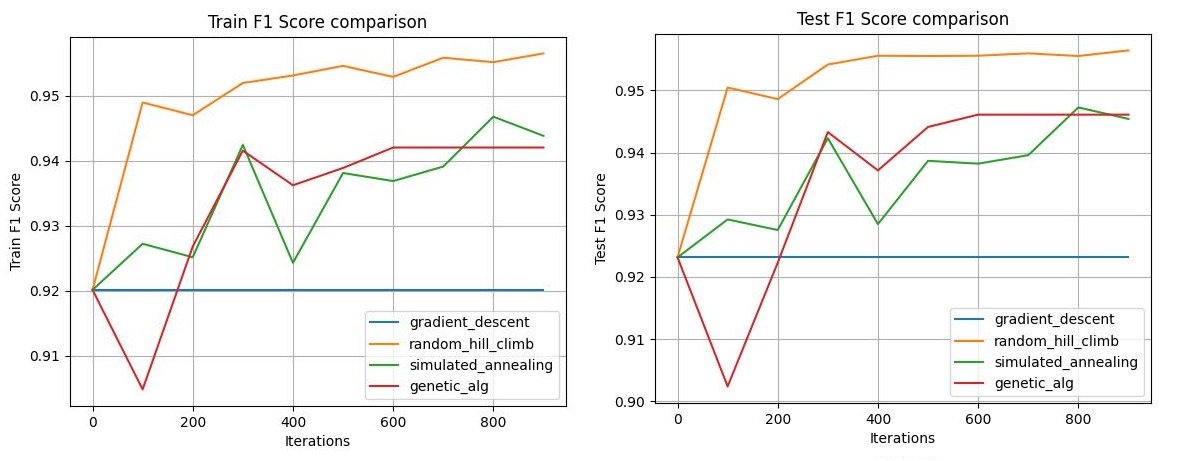 Train F1 Score comparison
Train F1 Score
0.95
0.94
0.93
0.92
0.91
0 200 400 600 800
Iterations
gradient_descent
random_hill_climb
simulated_annealing
genetic_alg
Test F1 Score comparison
Test F1 Score
0.95
0.94
0.93
0.92
0.91
0.90
0 200 400 600 800
Iterations
gradient_descent
random_hill_climb
simulated_annealing
genetic_alg